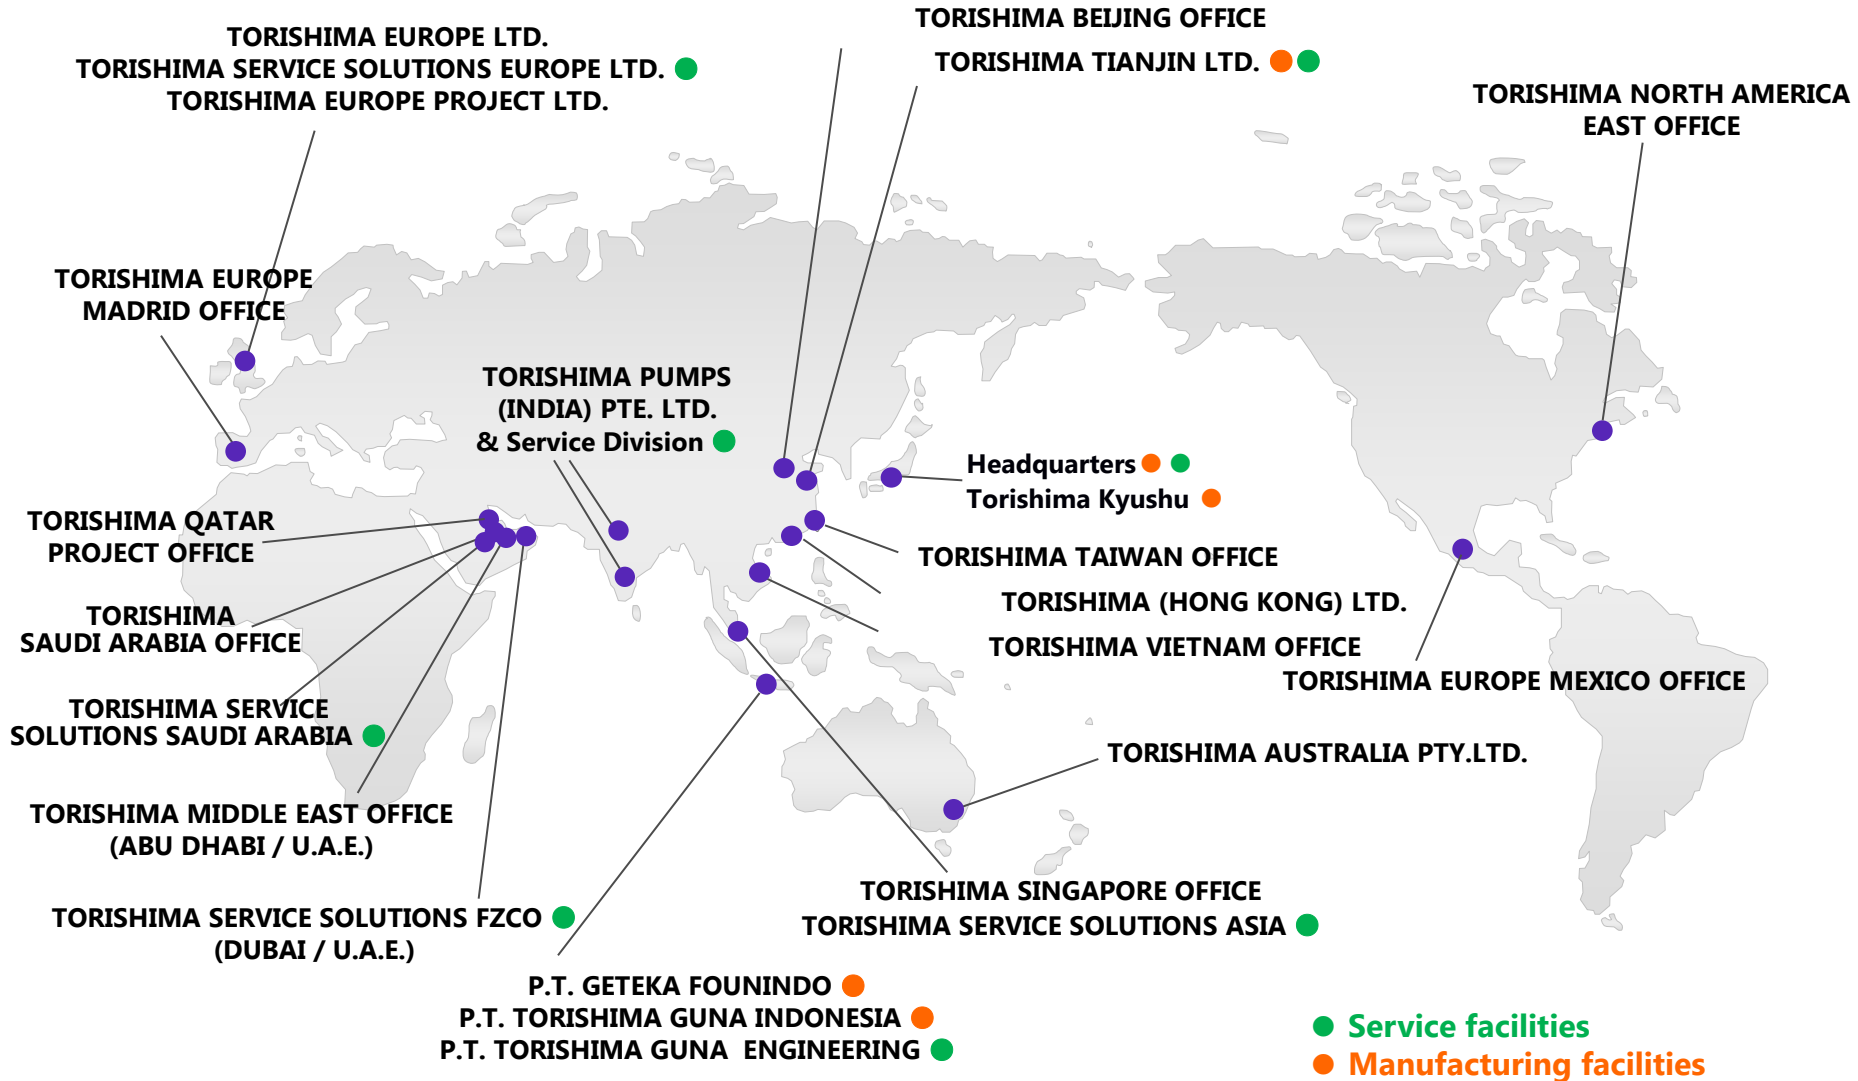 TORISHIMA EUROPE LTD.
TORISHIMA SERVICE SOLUTIONS EUROPE LTD.
TORISHIMA EUROPE PROJECT LTD.
TORISHIMA BEIJING OFFICE
TORISHIMA TIANJIN LTD.
TORISHIMA NORTH AMERICA
EAST OFFICE
TORISHIMA EUROPE
MADRID OFFICE
TORISHIMA PUMPS
(INDIA) PTE. LTD.
& Service Division
Headquarters
Torishima Kyushu
TORISHIMA QATAR
PROJECT OFFICE
TORISHIMA TAIWAN OFFICE
TORISHIMA (HONG KONG) LTD.
TORISHIMA
SAUDI ARABIA OFFICE
TORISHIMA VIETNAM OFFICE
TORISHIMA EUROPE MEXICO OFFICE
TORISHIMA SERVICE
SOLUTIONS SAUDI ARABIA
TORISHIMA AUSTRALIA PTY.LTD.
TORISHIMA MIDDLE EAST OFFICE
(ABU DHABI / U.A.E.)
TORISHIMA SINGAPORE OFFICE
TORISHIMA SERVICE SOLUTIONS ASIA
TORISHIMA SERVICE SOLUTIONS FZCO
(DUBAI / U.A.E.)
P.T. GETEKA FOUNINDO
P.T. TORISHIMA GUNA INDONESIA
P.T. TORISHIMA GUNA ENGINEERING
Service facilities
Manufacturing facilities